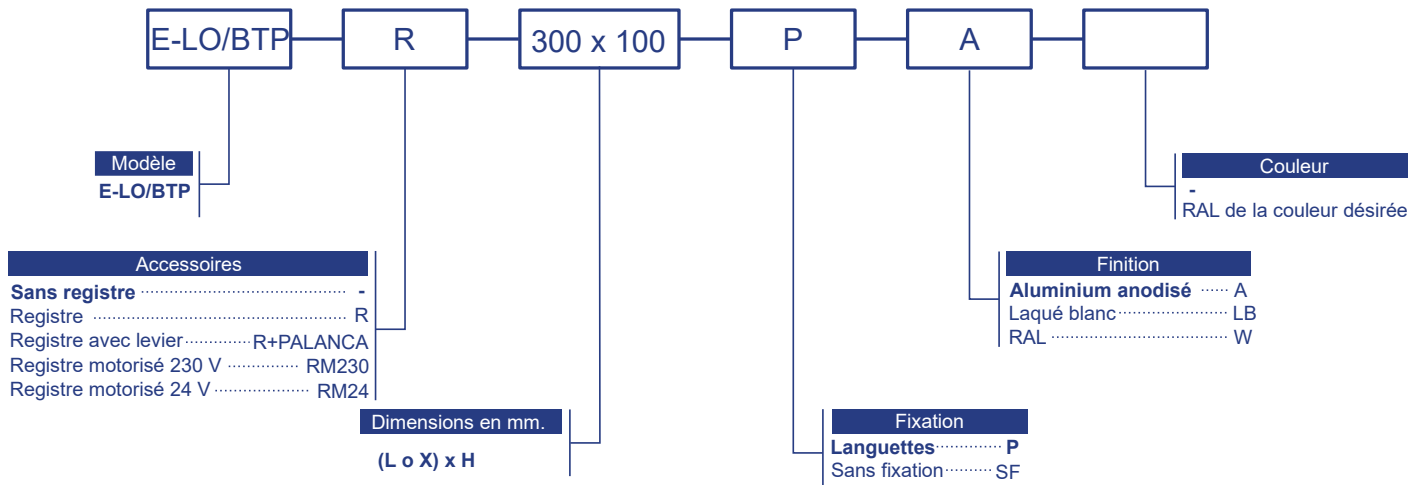 E-LO/BTP R 300 x 100 P A
Modèle
E-LO/BTP
Couleur
-
RAL de la couleur désirée
Accessoires
Sans registre -
Registre R
Registre avec levier R+PALANCA
Registre motorisé 230 V RM230
Registre motorisé 24 V RM24
Finition
Aluminium anodisé A
Laqué blanc LB
RAL W
Dimensions en mm.
(L o X) x H
Fixation
Languettes P
Sans fixation SF